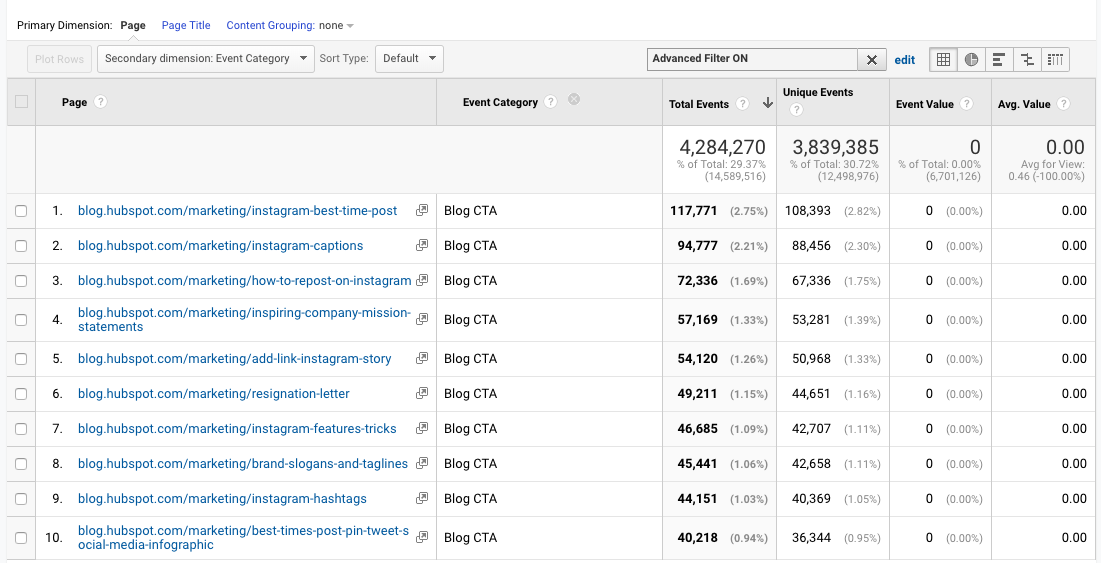 Primary Dimension: Page Page Title Content Grouping: none
Plot Rows Secondary dimension: Event Category Sort Type: Default Advanced Filter ON edit
Page ? Event Category ? Total Events ? Unique Events ? Event Value ? Avg. Value ?
4,284,270 3,839,385 0 0.00
% of Total: 29.37% % of Total: 30.72% % of Total: 0.00% Avg for View:
(14,589,516) (12,498,976) (6,701,126) 0.46 (-100.00%)
1. blog.hubspot.com/marketing/instagram-best-time-post Blog CTA 117,771 (2.75%) 108,393 (2.82%) 0 (0.00%) 0.00
2. blog.hubspot.com/marketing/instagram-captions Blog CTA 94,777 (2.21%) 88,456 (2.30%) 0 (0.00%) 0.00
3. blog.hubspot.com/marketing/how-to-repost-on-instagram Blog CTA 72,336 (1.69%) 67,336 (1.75%) 0 (0.00%) 0.00
4. blog.hubspot.com/marketing/inspiring-company-mission-
statements Blog CTA 57,169 (1.33%) 53,281 (1.39%) 0 (0.00%) 0.00
5. blog.hubspot.com/marketing/add-link-instagram-story Blog CTA 54,120 (1.26%) 50,968 (1.33%) 0 (0.00%) 0.00
6. blog.hubspot.com/marketing/resignation-letter Blog CTA 49,211 (1.15%) 44,651 (1.16%) 0 (0.00%) 0.00
7. blog.hubspot.com/marketing/instagram-features-tricks Blog CTA 46,685 (1.09%) 42,707 (1.11%) 0 (0.00%) 0.00
8. blog.hubspot.com/marketing/brand-slogans-and-taglines Blog CTA 45,441 (1.06%) 42,658 (1.11%) 0 (0.00%) 0.00
9. blog.hubspot.com/marketing/instagram-hashtags Blog CTA 44,151 (1.03%) 40,369 (1.05%) 0 (0.00%) 0.00
10. blog.hubspot.com/marketing/best-times-post-pin-tweet-s
ocial-media-infographic Blog CTA 40,218 (0.94%) 36,344 (0.95%) 0 (0.00%) 0.00